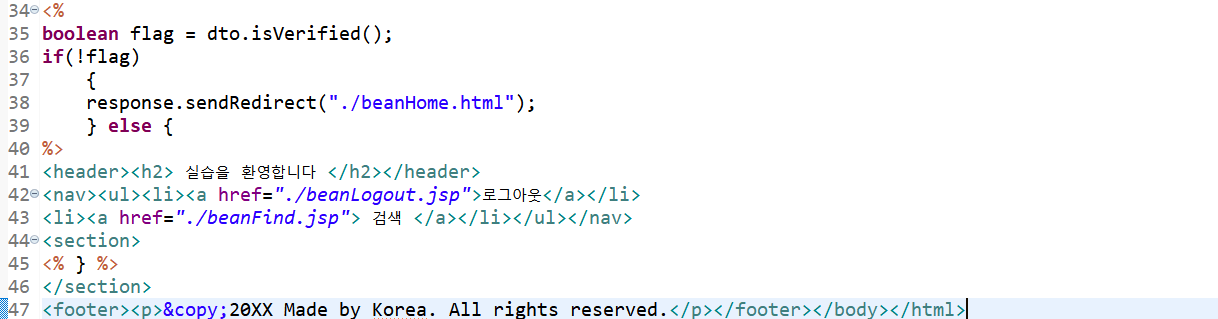 34 <%
35 boolean flag = dto.isVerified();
36 if(!flag)
37     {
38     response.sendRedirect("./beanHome.html");
39     } else {
40 %>
41 <header><h2> 실습을 환영합니다 </h2></header>
42 <nav><ul><li><a href="./beanLogout.jsp">로그아웃</a></li>
43 <li><a href="./beanFind.jsp"> 검색 </a></li></ul></nav>
44 <section>
45 <% } %>
46 </section>
47 <footer><p>&copy;20XX Made by Korea. All rights reserved.</p></footer></body></html>